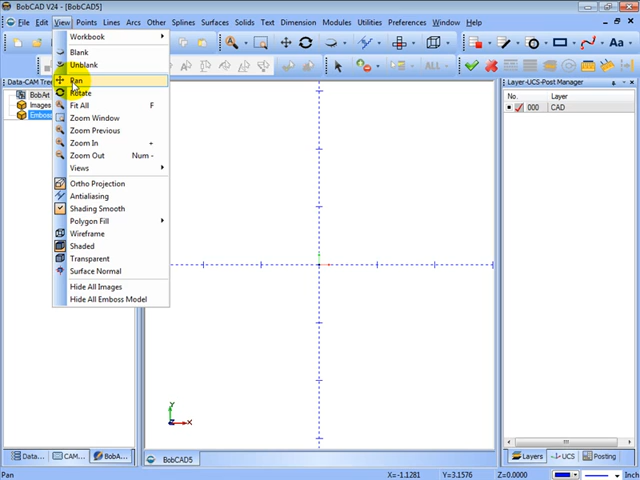 BobCAD V24 - [BobCAD5]
File Edit View Points Lines Arcs Other Splines Surfaces Solids Text Dimension Modules Utilities Preferences Window Help
Workbook
Blank
Unblank
Pan
Rotate
Fit All F
Zoom Window
Zoom Previous
Zoom In +
Zoom Out Num -
Views
Ortho Projection
Antialiasing
Shading Smooth
Polygon Fill
Wireframe
Shaded
Transparent
Surface Normal
Hide All Images
Hide All Emboss Model
ALL
Data-CAM Tree
BobArt
Images
Emboss
Layer-UCS-Post Manager
No. Layer
000 CAD
Y
Z
X
Data... CAM... BobA...
BobCAD5
Layers UCS Posting
Pan
X=-1.1281 Y=3.1576 Z=0.0000
Inch